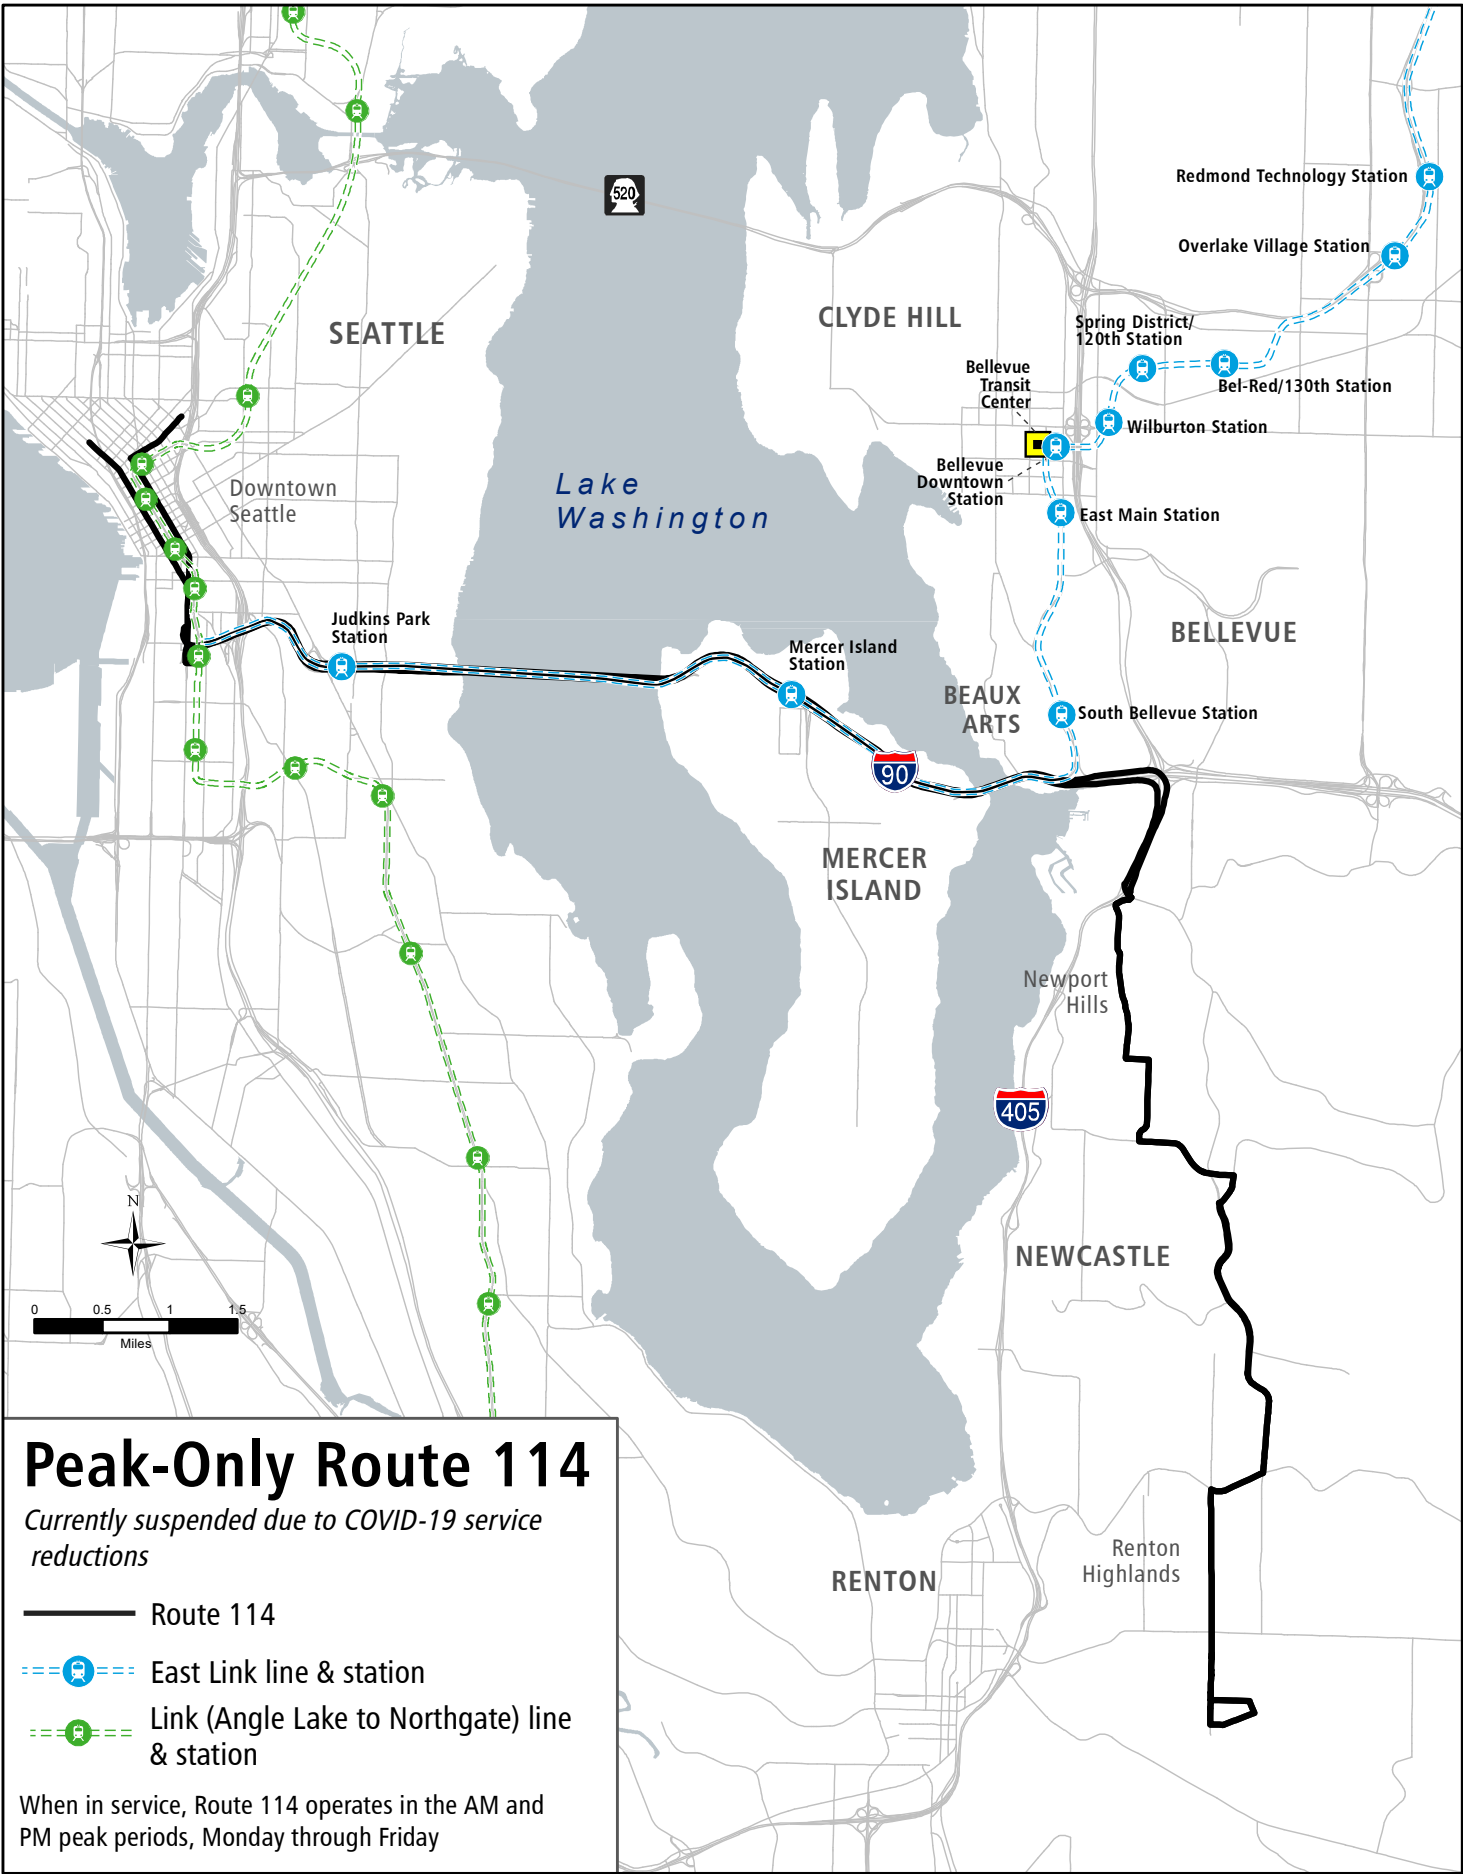 520
Redmond Technology Station
Overlake Village Station
SEATTLE
CLYDE HILL
Spring District/
120th Station
Bellevue
Transit
Center
Bel-Red/130th Station
Wilburton Station
Bellevue
Downtown
Station
Downtown
Seattle
Lake
Washington
East Main Station
Judkins Park
Station
BELLEVUE
Mercer Island
Station
BEAUX
ARTS
South Bellevue Station
90
MERCER
ISLAND
Newport
Hills
405
N
NEWCASTLE
0 0.5 1 1.5
Miles
Renton
Highlands
RENTON
Peak-Only Route 114
Currently suspended due to COVID-19 service
reductions
Route 114
East Link line & station
Link (Angle Lake to Northgate) line
& station
When in service, Route 114 operates in the AM and
PM peak periods, Monday through Friday